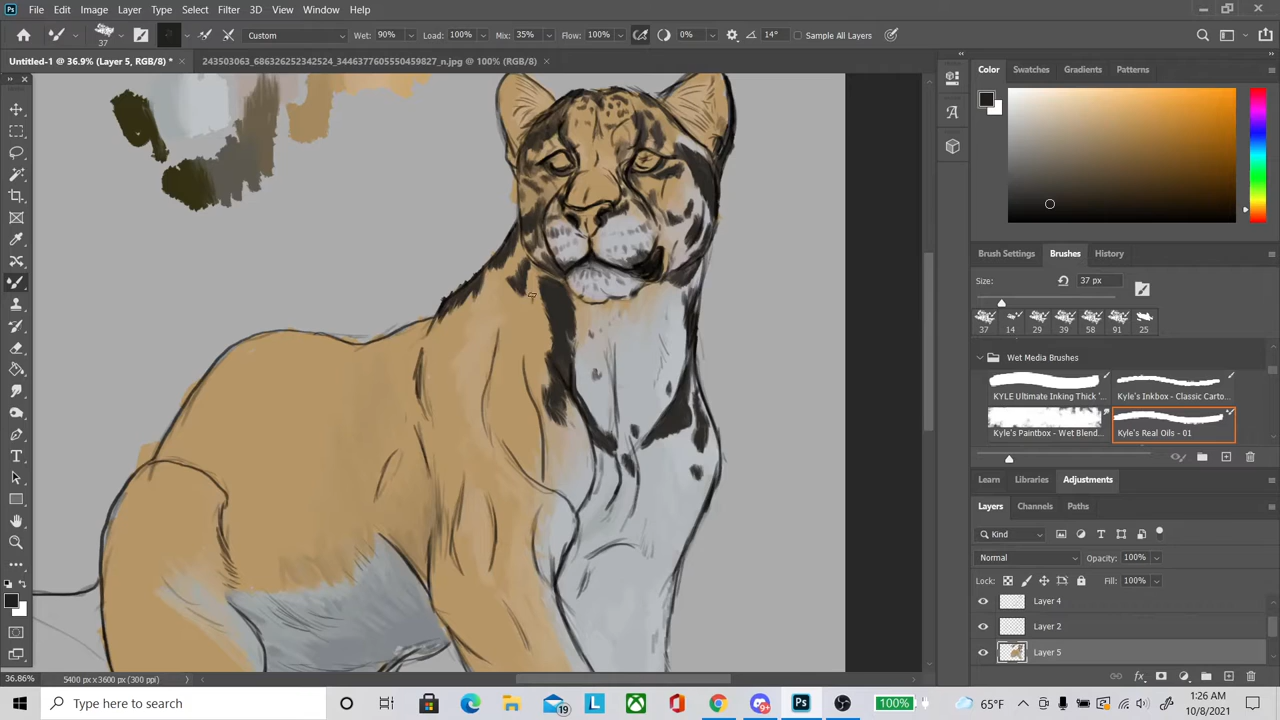 Ps File Edit Image Layer Type Select Filter 3D View Window Help
37 Custom Wet: 90% Load: 100% Mix: 35% Flow: 100% 0% 14° Sample All Layers
Untitled-1 @ 36.9% (Layer 5, RGB/8) * 243503063_686326252342524_3446377605550459827_n.jpg @ 100% (RGB/8)
Color Swatches Gradients Patterns
Brush Settings Brushes History
Size: 37 px
37 14 29 39 58 91 25
Wet Media Brushes
KYLE Ultimate Inking Thick '... Kyle's Inkbox - Classic Carto...
Kyle's Paintbox - Wet Blend... Kyle's Real Oils - 01
Learn Libraries Adjustments
Layers Channels Paths
Kind
Normal Opacity: 100%
Lock: Fill: 100%
Layer 4
Layer 2
Layer 5
36.86% 5400 px x 3600 px (300 ppi)
Type here to search 19 L 9+ Ps 100% 65°F 1:26 AM
10/8/2021